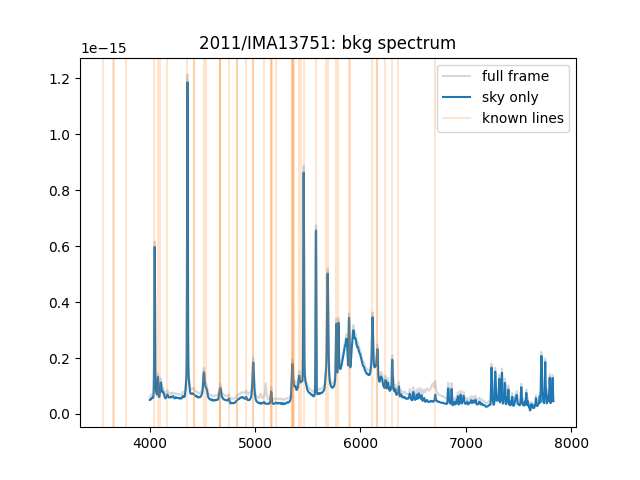 2011/IMA13751: bkg spectrum
1e−15
full frame
sky only
known lines
1.2
1.0
0.8
0.6
0.4
0.2
0.0
4000 5000 6000 7000 8000